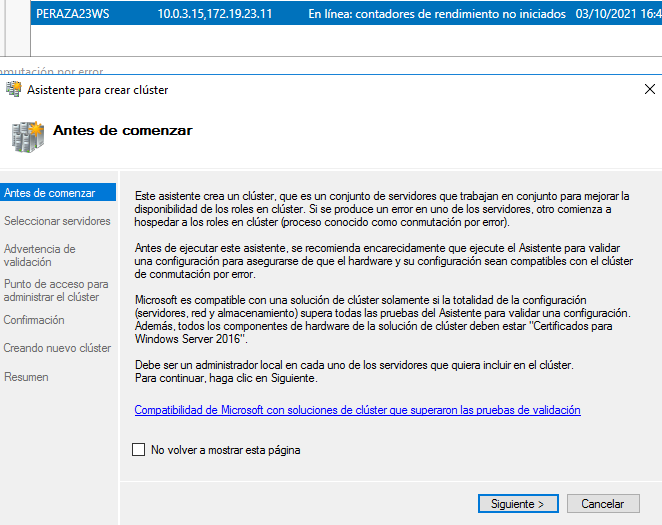 PERAZA23WS 10.0.3.15,172.19.23.11 En línea: contadores de rendimiento no iniciados 03/10/2021 16:4
nmutación por error
Asistente para crear clúster
Antes de comenzar
Antes de comenzar
Seleccionar servidores
Advertencia de
validación
Punto de acceso para
administrar el clúster
Confirmación
Creando nuevo clúster
Resumen
Este asistente crea un clúster, que es un conjunto de servidores que trabajan en conjunto para mejorar la
disponibilidad de los roles en clúster. Si se produce un error en uno de los servidores, otro comienza a
hospedar a los roles en clúster (proceso conocido como conmutación por error).
Antes de ejecutar este asistente, se recomienda encarecidamente que ejecute el Asistente para validar
una configuración para asegurarse de que el hardware y su configuración sean compatibles con el clúster
de conmutación por error.
Microsoft es compatible con una solución de clúster solamente si la totalidad de la configuración
(servidores, red y almacenamiento) supera todas las pruebas del Asistente para validar una configuración.
Además, todos los componentes de hardware de la solución de clúster deben estar "Certificados para
Windows Server 2016".
Debe ser un administrador local en cada uno de los servidores que quiera incluir en el clúster.
Para continuar, haga clic en Siguiente.
Compatibilidad de Microsoft con soluciones de clúster que superaron las pruebas de validación
No volver a mostrar esta página
Siguiente >
Cancelar